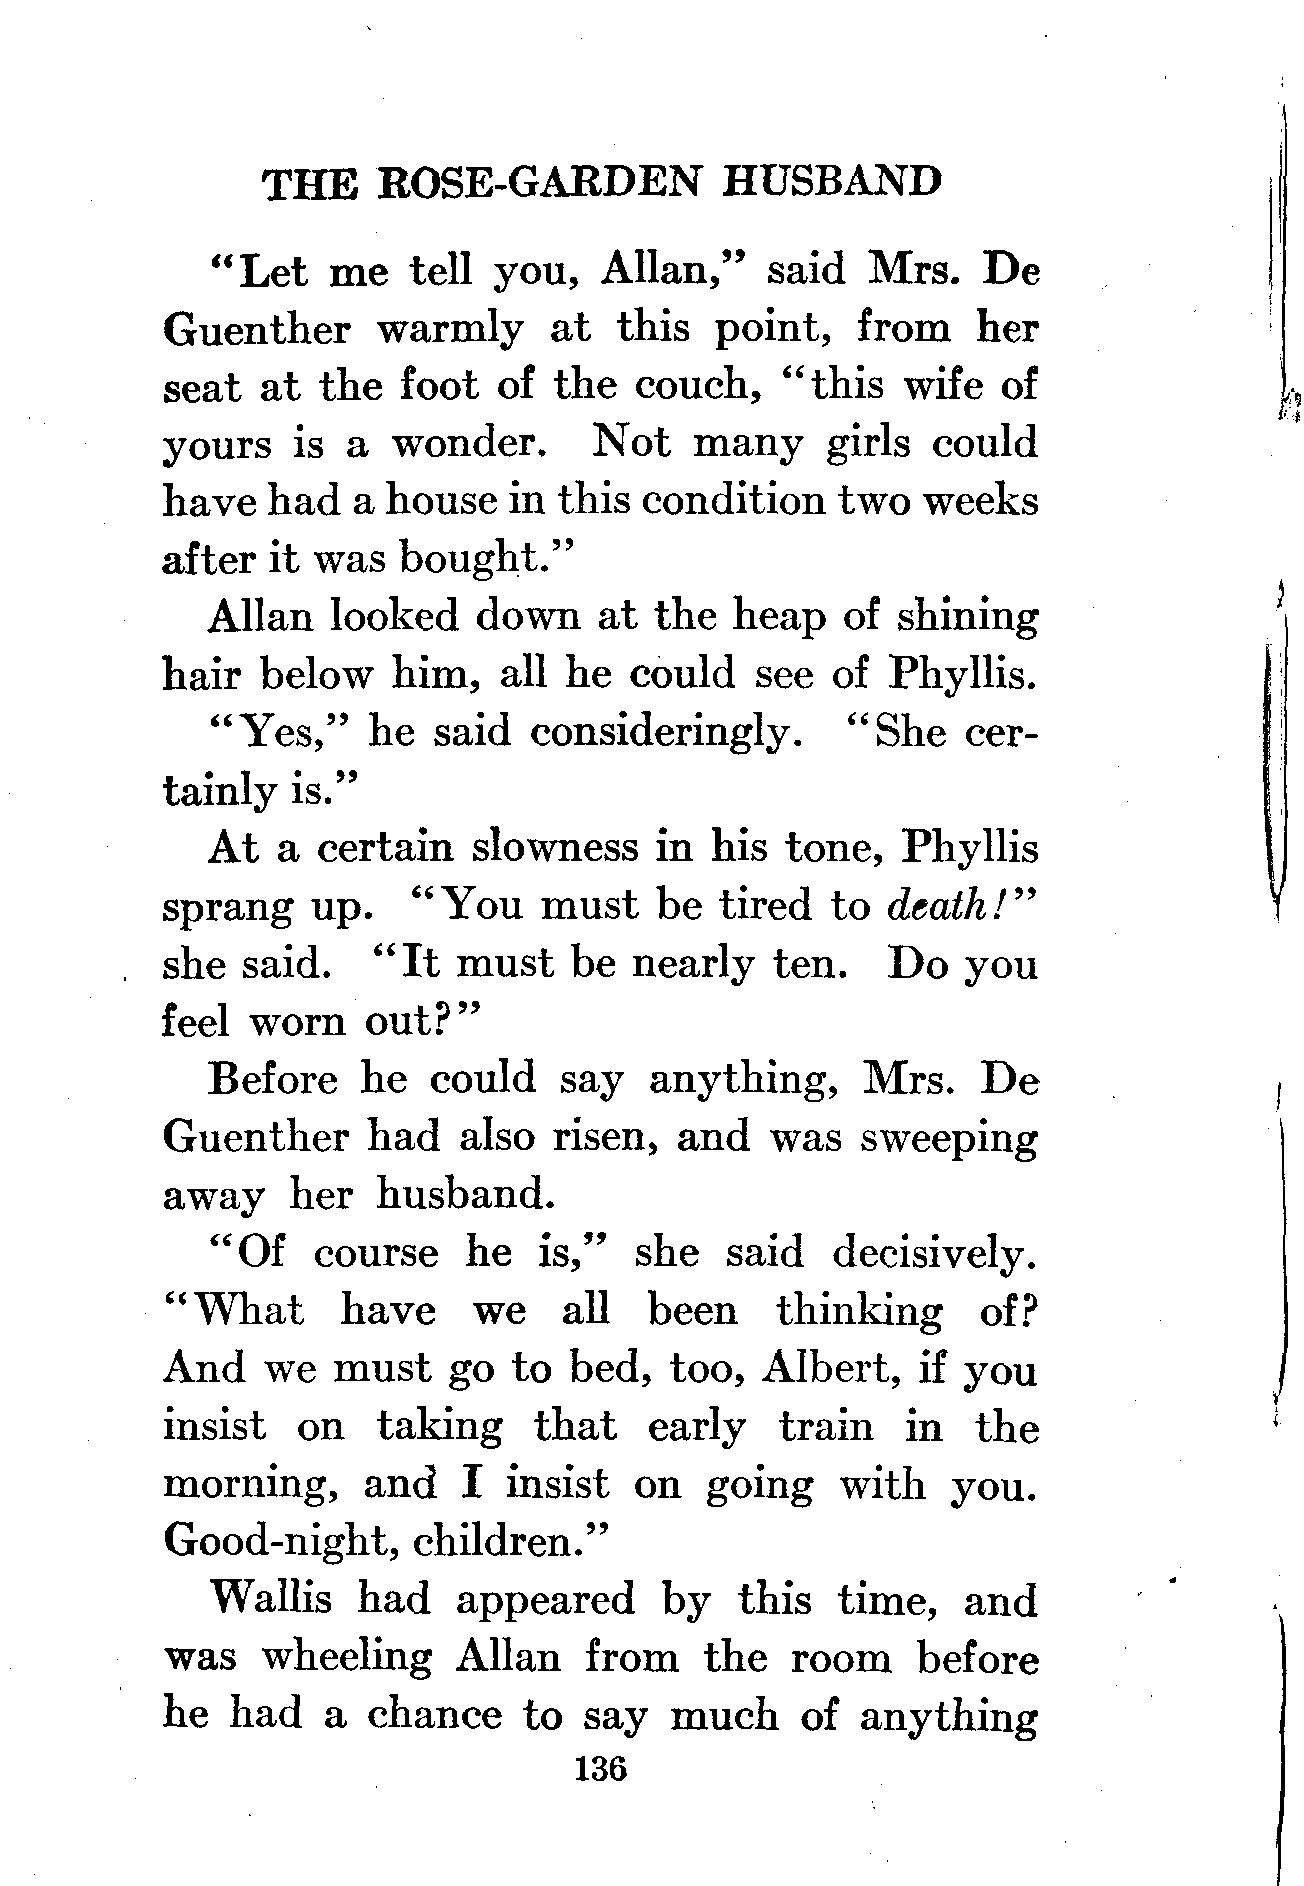 THE ROSE-GARDEN HUSBAND
“Let me tell you, Allan,” said Mrs. De
Guenther warmly at this point, from her
seat at the foot of the couch, “this wife of
yours is a wonder. Not many girls could
have had a house in this condition two weeks
after it was bought.”
Allan looked down at the heap of shining
hair below him, all he could see of Phyllis.
“Yes,” he said consideringly. “She cer-
tainly is.”
At a certain slowness in his tone, Phyllis
sprang up. “You must be tired to death!”
she said. “It must be nearly ten. Do you
feel worn out?”
Before he could say anything, Mrs. De
Guenther had also risen, and was sweeping
away her husband.
“Of course he is,” she said decisively.
“What have we all been thinking of?
And we must go to bed, too, Albert, if you
insist on taking that early train in the
morning, and I insist on going with you.
Good-night, children.”
Wallis had appeared by this time, and
was wheeling Allan from the room before
he had a chance to say much of anything
136